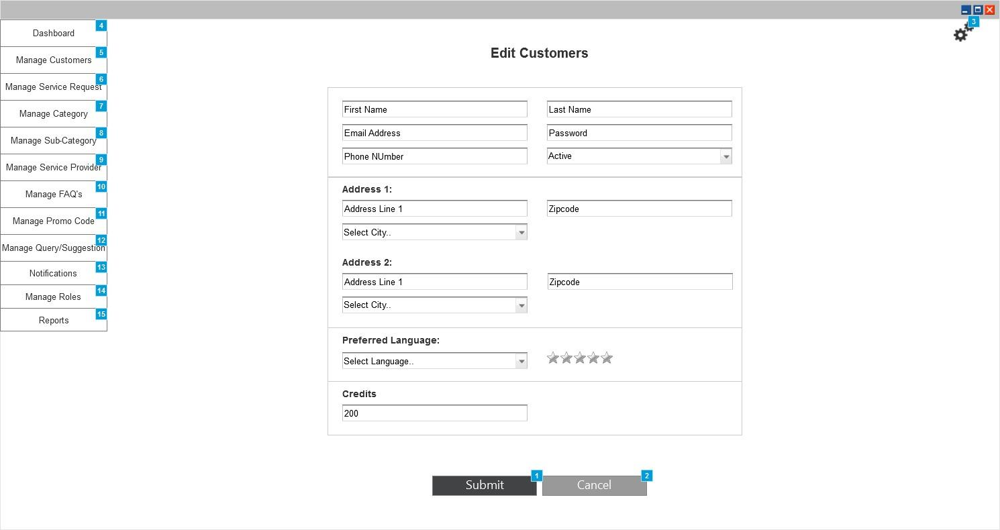 3
4
Dashboard
5
Manage Customers
6
Manage Service Request
7
Manage Category
8
Manage Sub-Category
9
Manage Service Provider
10
Manage FAQ's
11
Manage Promo Code
12
Manage Query/Suggestion
13
Notifications
14
Manage Roles
15
Reports
Edit Customers
First Name Last Name
Email Address Password
Phone NUmber Active
Address 1:
Address Line 1 Zipcode
Select City..
Address 2:
Address Line 1 Zipcode
Select City..
Preferred Language:
Select Language..
Credits
200
1 2
Submit Cancel